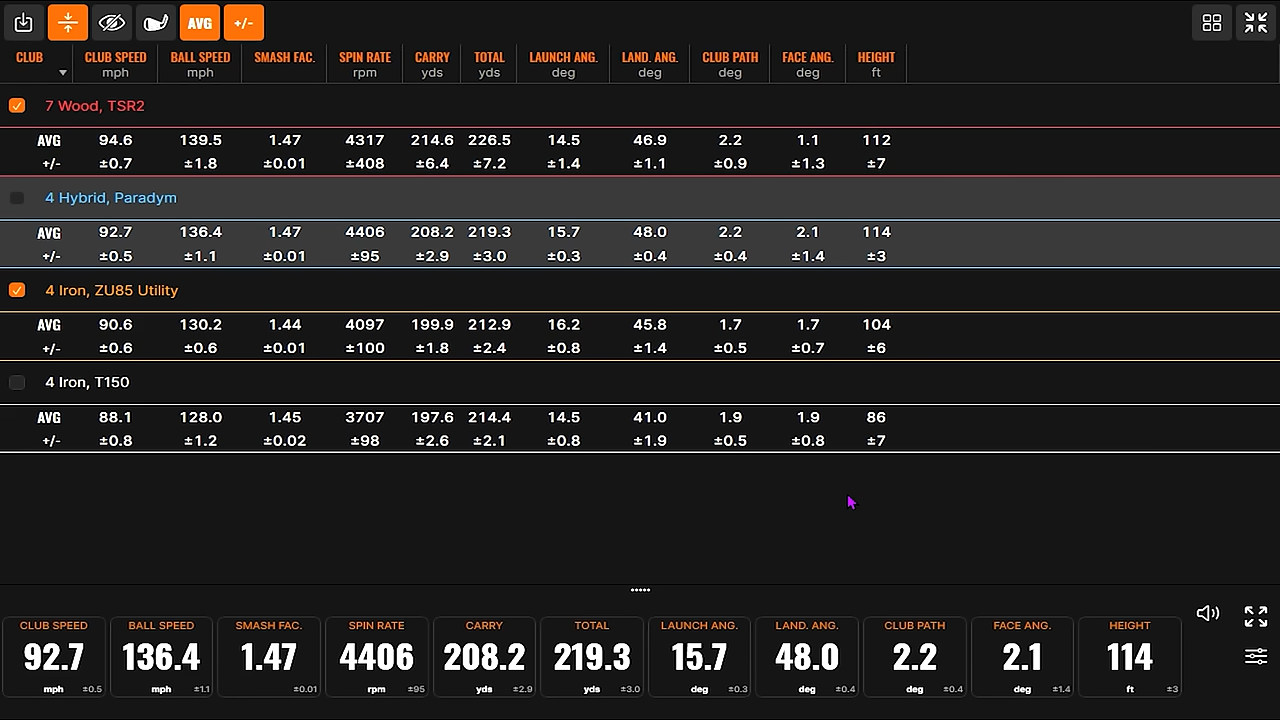 AVG +/-
CLUB CLUB SPEED BALL SPEED SMASH FAC. SPIN RATE CARRY TOTAL LAUNCH ANG. LAND. ANG. CLUB PATH FACE ANG. HEIGHT
mph mph rpm yds yds deg deg deg deg ft
7 Wood, TSR2
AVG 94.6 139.5 1.47 4317 214.6 226.5 14.5 46.9 2.2 1.1 112
+/- ±0.7 ±1.8 ±0.01 ±408 ±6.4 ±7.2 ±1.4 ±1.1 ±0.9 ±1.3 ±7
4 Hybrid, Paradym
AVG 92.7 136.4 1.47 4406 208.2 219.3 15.7 48.0 2.2 2.1 114
+/- ±0.5 ±1.1 ±0.01 ±95 ±2.9 ±3.0 ±0.3 ±0.4 ±0.4 ±1.4 ±3
4 Iron, ZU85 Utility
AVG 90.6 130.2 1.44 4097 199.9 212.9 16.2 45.8 1.7 1.7 104
+/- ±0.6 ±0.6 ±0.01 ±100 ±1.8 ±2.4 ±0.8 ±1.4 ±0.5 ±0.7 ±6
4 Iron, T150
AVG 88.1 128.0 1.45 3707 197.6 214.4 14.5 41.0 1.9 1.9 86
+/- ±0.8 ±1.2 ±0.02 ±98 ±2.6 ±2.1 ±0.8 ±1.9 ±0.5 ±0.8 ±7
CLUB SPEED BALL SPEED SMASH FAC. SPIN RATE CARRY TOTAL LAUNCH ANG. LAND. ANG. CLUB PATH FACE ANG. HEIGHT
92.7 136.4 1.47 4406 208.2 219.3 15.7 48.0 2.2 2.1 114
mph ±0.5 mph ±1.1 ±0.01 rpm ±95 yds ±2.9 yds ±3.0 deg ±0.3 deg ±0.4 deg ±0.4 deg ±1.4 ft ±3